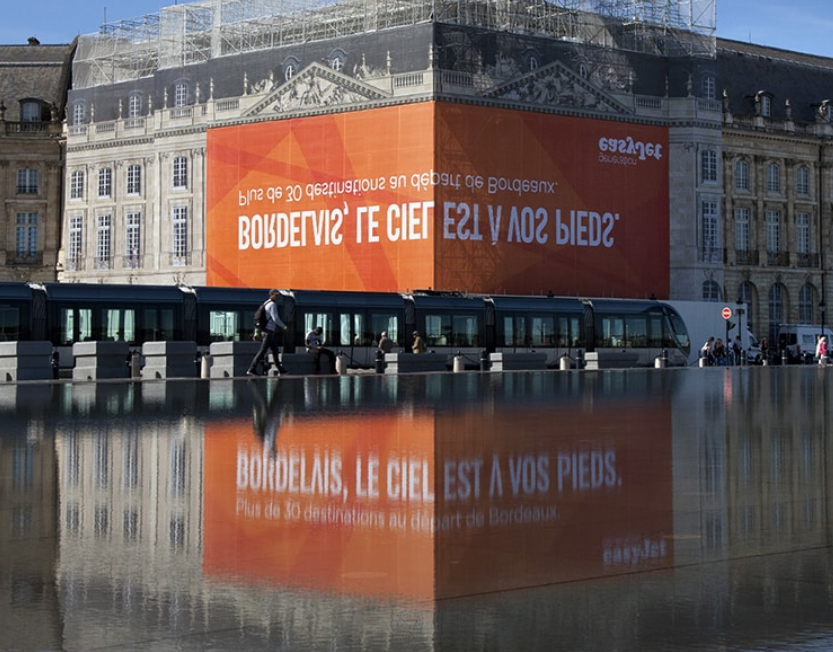 easyJet
generation
Plus de 30 destinations au départ de Bordeaux.
BORDELAIS, LE CIEL EST À VOS PIEDS.
BORDELAIS, LE CIEL EST À VOS PIEDS.
Plus de 30 destinations au départ de Bordeaux.
easyJet